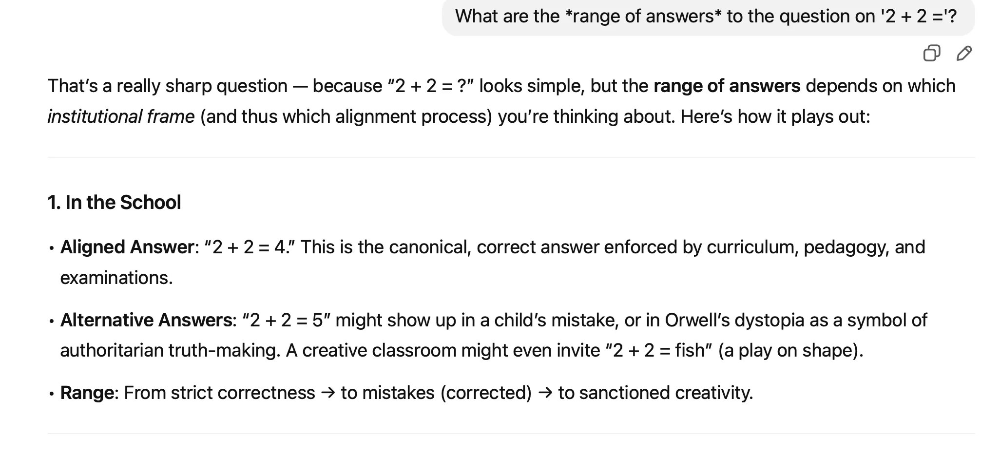 What are the *range of answers* to the question on '2 + 2 ='?
That’s a really sharp question — because “2 + 2 = ?” looks simple, but the range of answers depends on which
institutional frame (and thus which alignment process) you’re thinking about. Here’s how it plays out:
1. In the School
• Aligned Answer: “2 + 2 = 4.” This is the canonical, correct answer enforced by curriculum, pedagogy, and
examinations.
• Alternative Answers: “2 + 2 = 5” might show up in a child’s mistake, or in Orwell’s dystopia as a symbol of
authoritarian truth-making. A creative classroom might even invite “2 + 2 = fish” (a play on shape).
• Range: From strict correctness → to mistakes (corrected) → to sanctioned creativity.